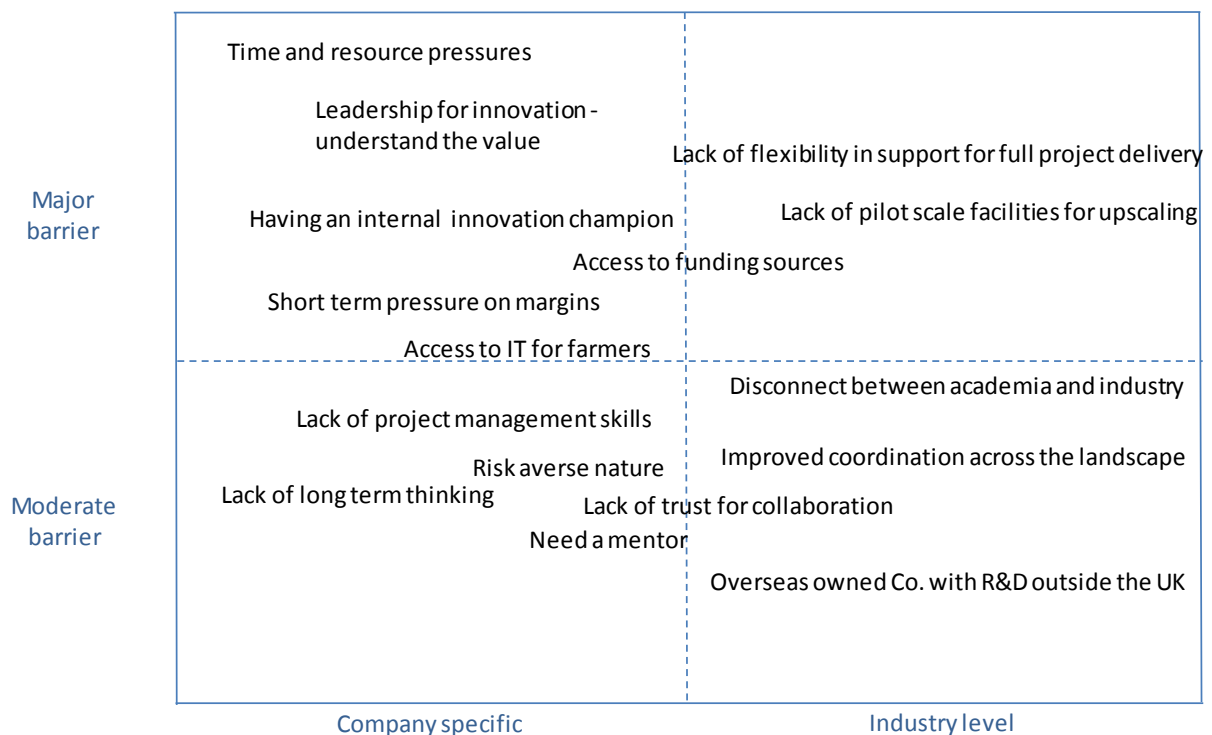 Time and resource pressures
Leadership for innovation -
understand the value
Lack of flexibility in support for full project delivery
Major
barrier
Having an internal innovation champion
Lack of pilot scale facilities for upscaling
Access to funding sources
Short term pressure on margins
Access to IT for farmers
Disconnect between academia and industry
Lack of project management skills
Improved coordination across the landscape
Risk averse nature
Lack of long term thinking
Moderate
barrier
Lack of trust for collaboration
Need a mentor
Overseas owned Co. with R&D outside the UK
Company specific
Industry level